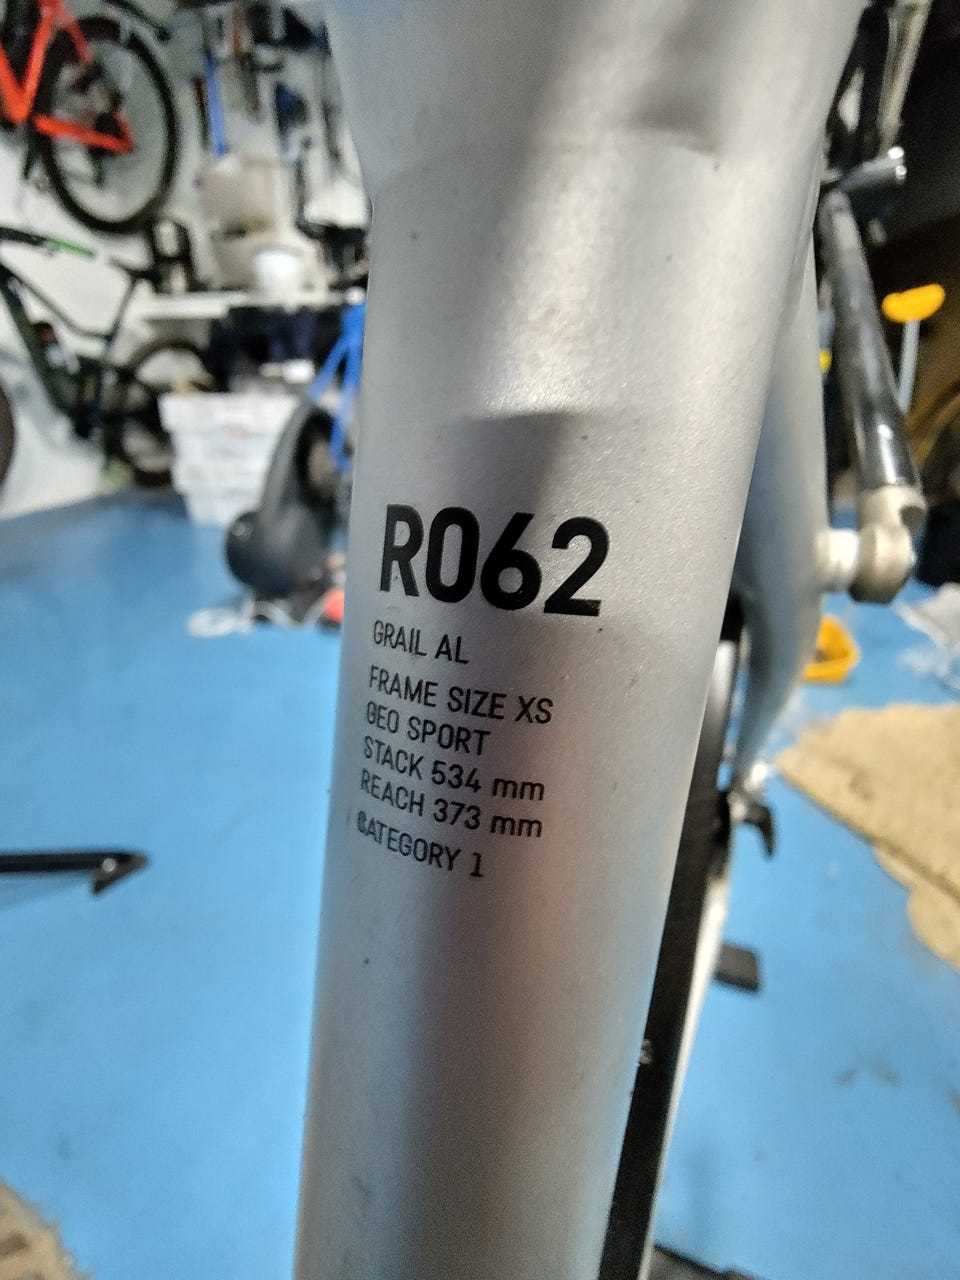 R062
GRAIL AL
FRAME SIZE XS
GEO SPORT
STACK 534 mm
REACH 373 mm
CATEGORY 1